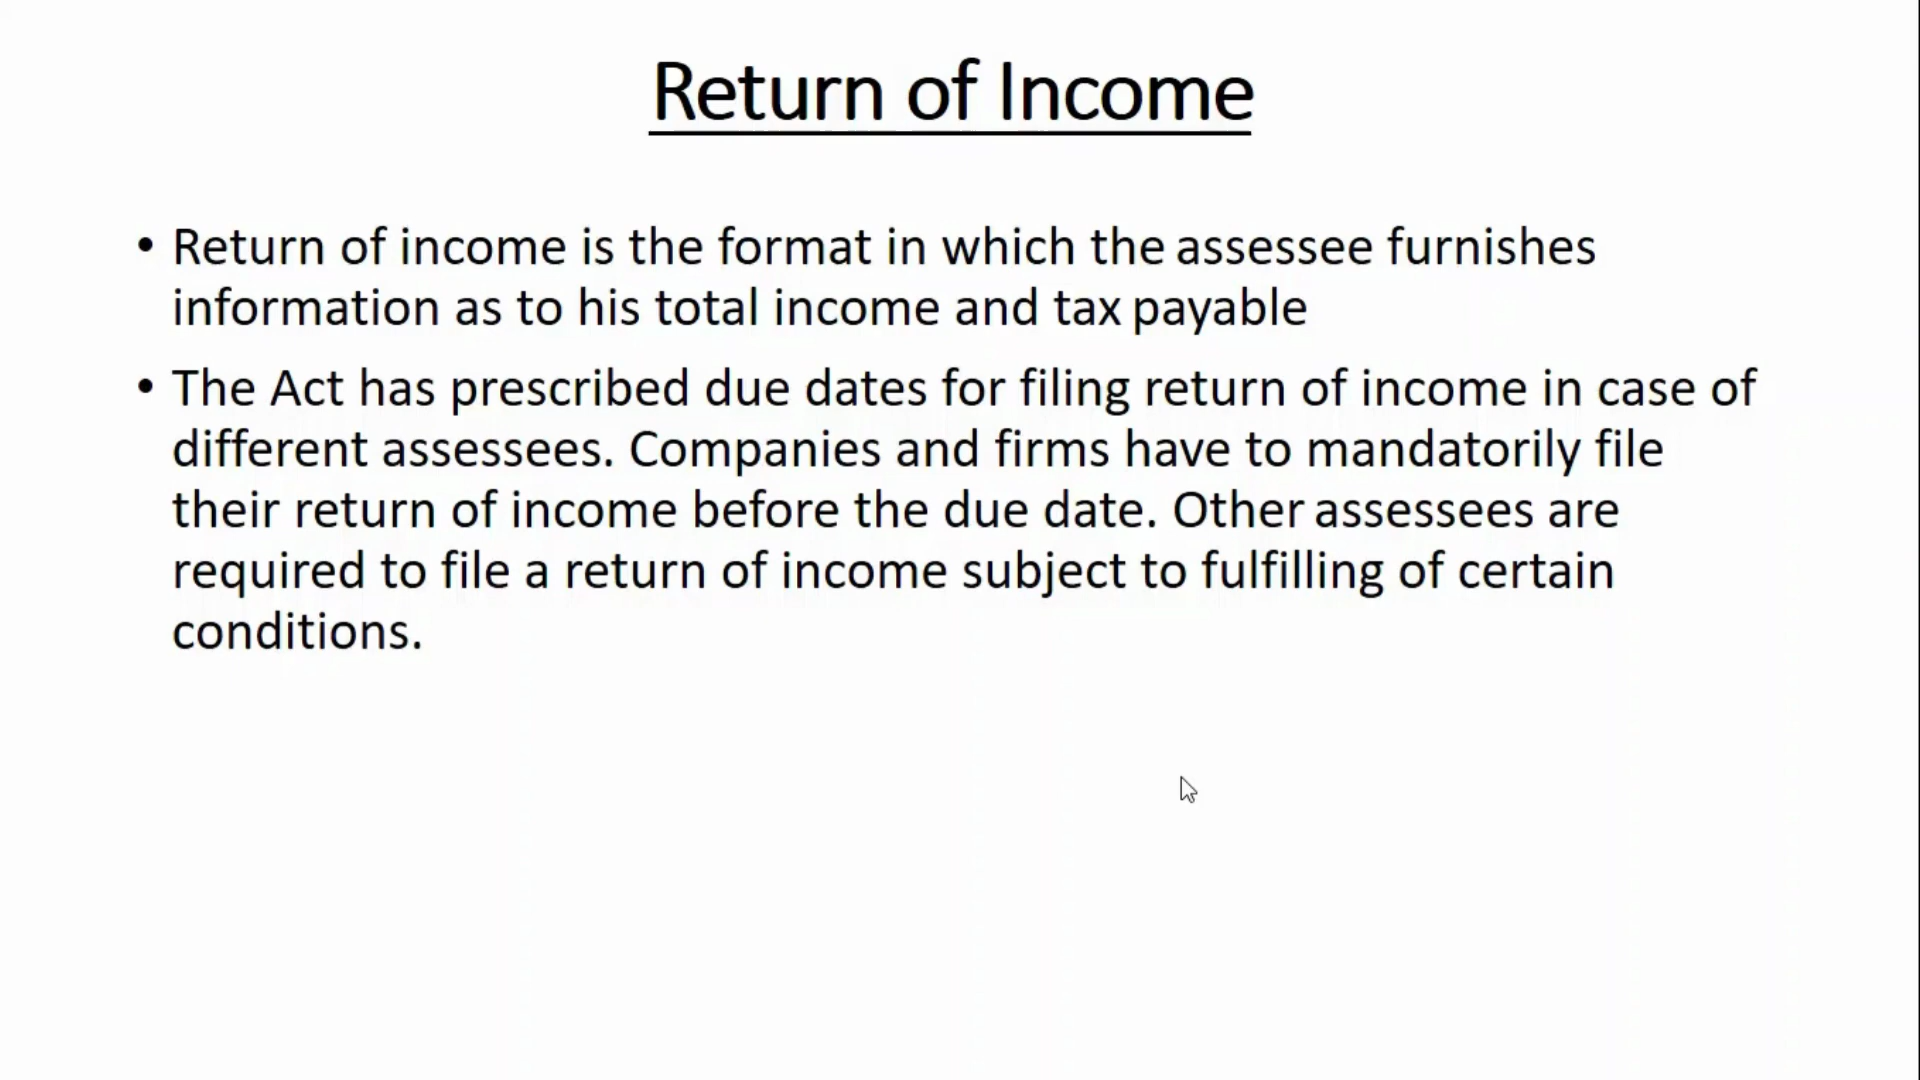 Return of Income
• Return of income is the format in which the assessee furnishes
information as to his total income and tax payable
• The Act has prescribed due dates for filing return of income in case of
different assessees. Companies and firms have to mandatorily file
their return of income before the due date. Other assessees are
required to file a return of income subject to fulfilling of certain
conditions.